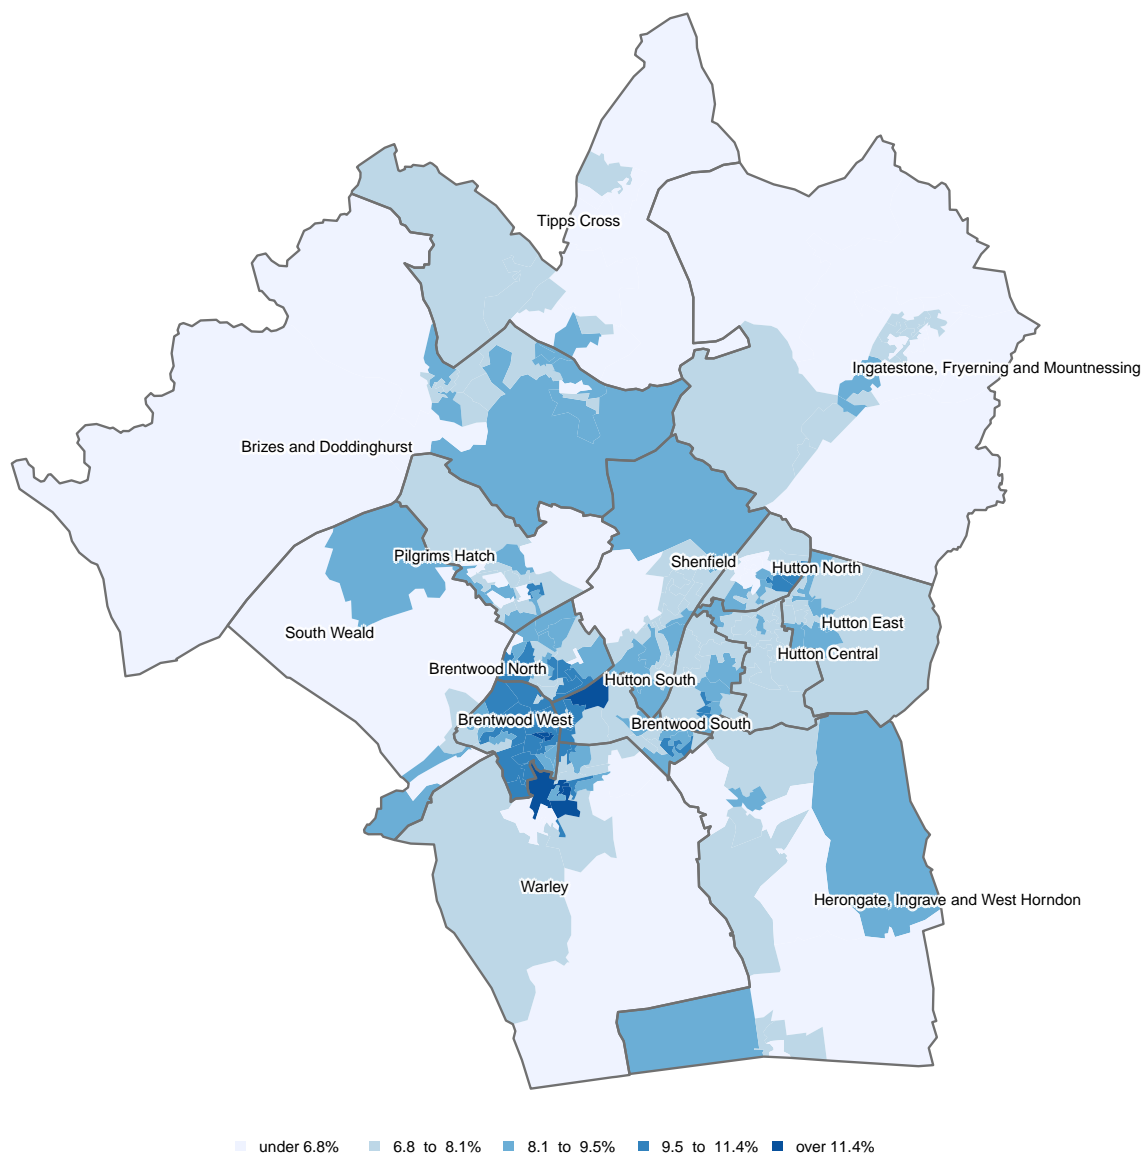 Tipps Cross
Ingatestone, Fryerning and Mountnessing
Brizes and Doddinghurst
Pilgrims Hatch
Shenfield
Hutton North
South Weald
Hutton East
Hutton Central
Brentwood North
Hutton South
Brentwood West
Brentwood South
Warley
Herongate, Ingrave and West Horndon
under 6.8% 6.8 to 8.1% 8.1 to 9.5% 9.5 to 11.4% over 11.4%